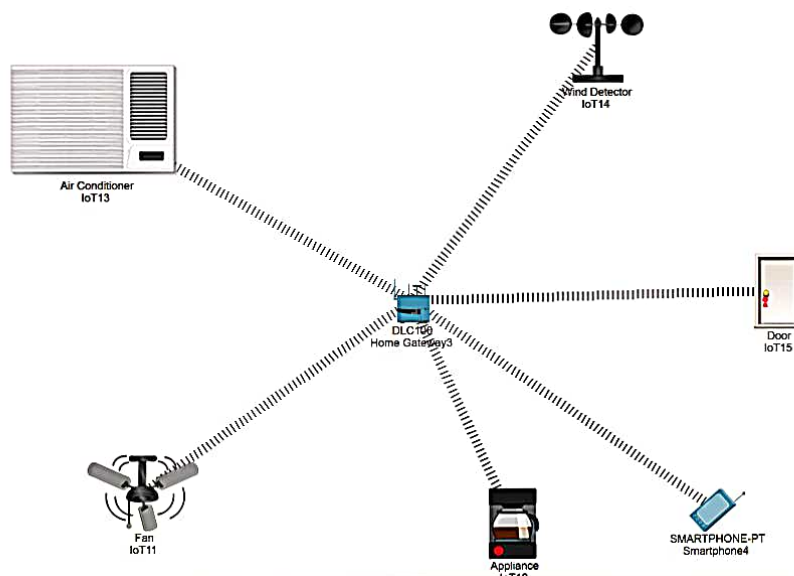 Wind Detector
IoT14
Air Conditioner
IoT13
DLC100
Home Gateway3
Door
IoT15
Fan
IoT11
SMARTPHONE-PT
Smartphone4
Appliance